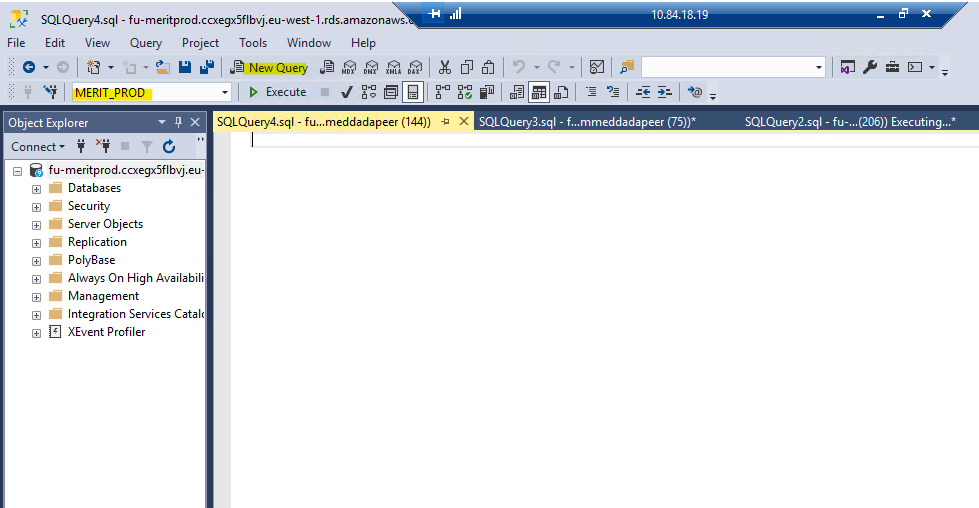 SQLQuery4.sql - fu-meritprod.ccxegx5flbvj.eu-west-1.rds.amazonaws.c
10.84.18.19
File Edit View Query Project Tools Window Help
New Query MDX DMX XMLA DAX
MERIT_PROD Execute
Object Explorer
SQLQuery4.sql - fu...meddadapeer (144)) SQLQuery3.sql - f...mmeddadapeer (75))* SQLQuery2.sql - fu-...(206)) Executing...*
Connect
fu-meritprod.ccxegx5flbvj.eu-
Databases
Security
Server Objects
Replication
PolyBase
Always On High Availabili
Management
Integration Services Catalo
XEvent Profiler